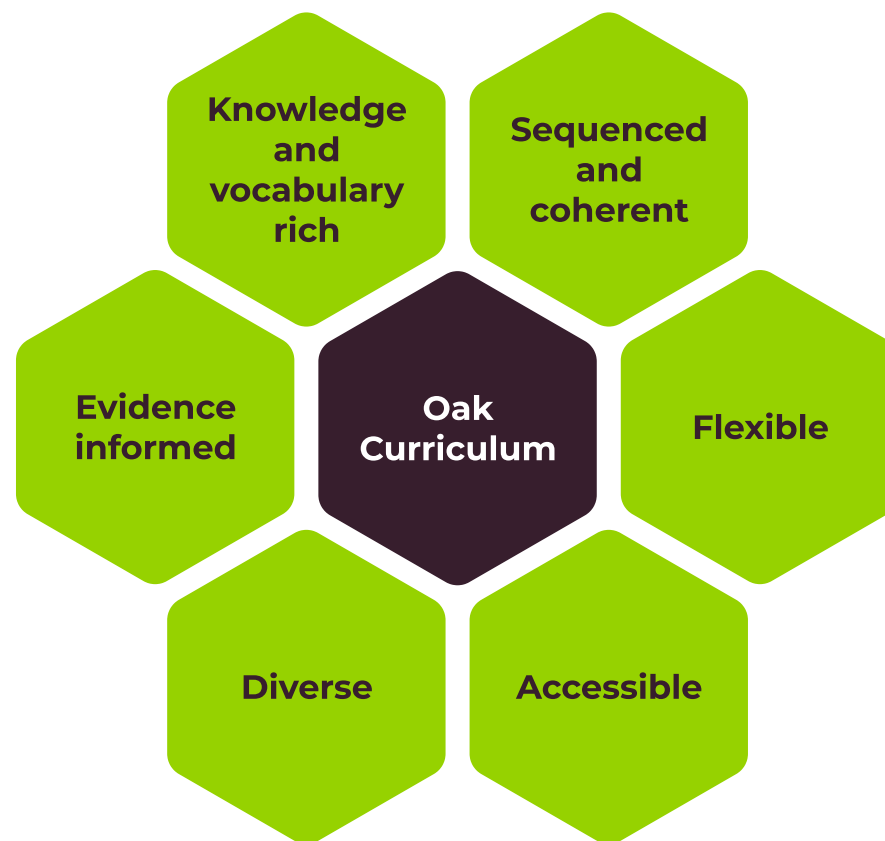 Knowledge
and
vocabulary
rich
Sequenced
and
coherent
Evidence
informed
Oak
Curriculum
Flexible
Diverse
Accessible